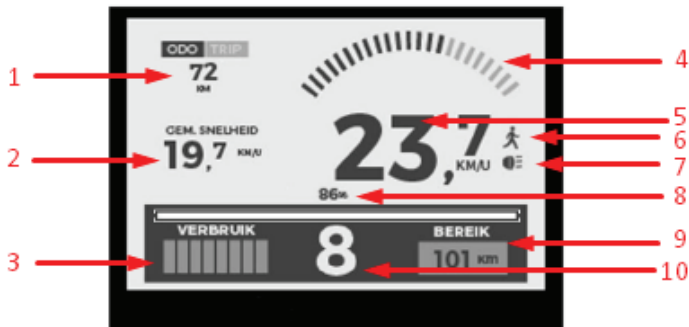 ODO TRIP
72
KM
1
4
5
GEM. SNELHEID
19,7 KM/U
2
23,7
KM/U
6
7
86%
8
VERBRUIK
8
BEREIK
101 km
3
9
10